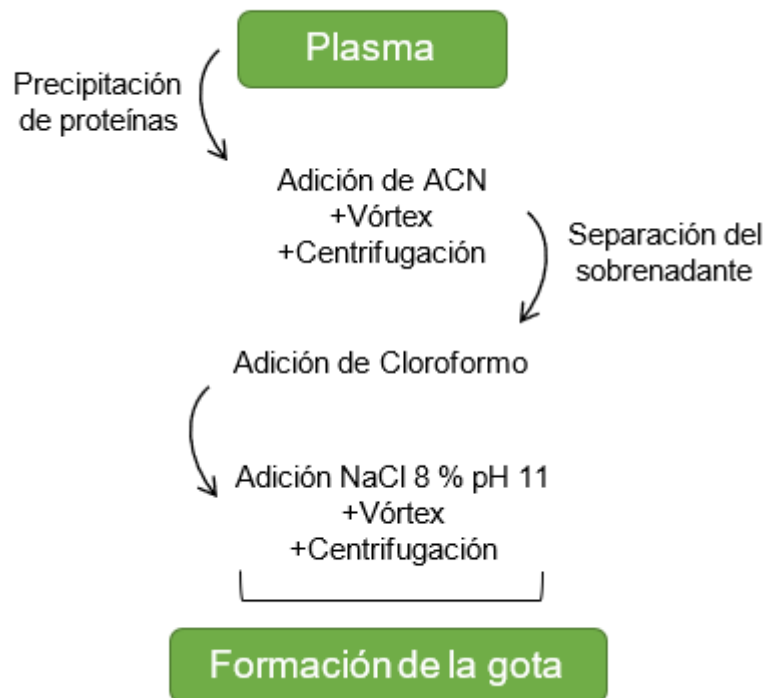 Plasma
Precipitación
de proteínas
Adición de ACN
+Vórtex
+Centrifugación
Separación del
sobrenadante
Adición de Cloroformo
Adición NaCl 8 % pH 11
+Vórtex
+Centrifugación
Formación de la gota